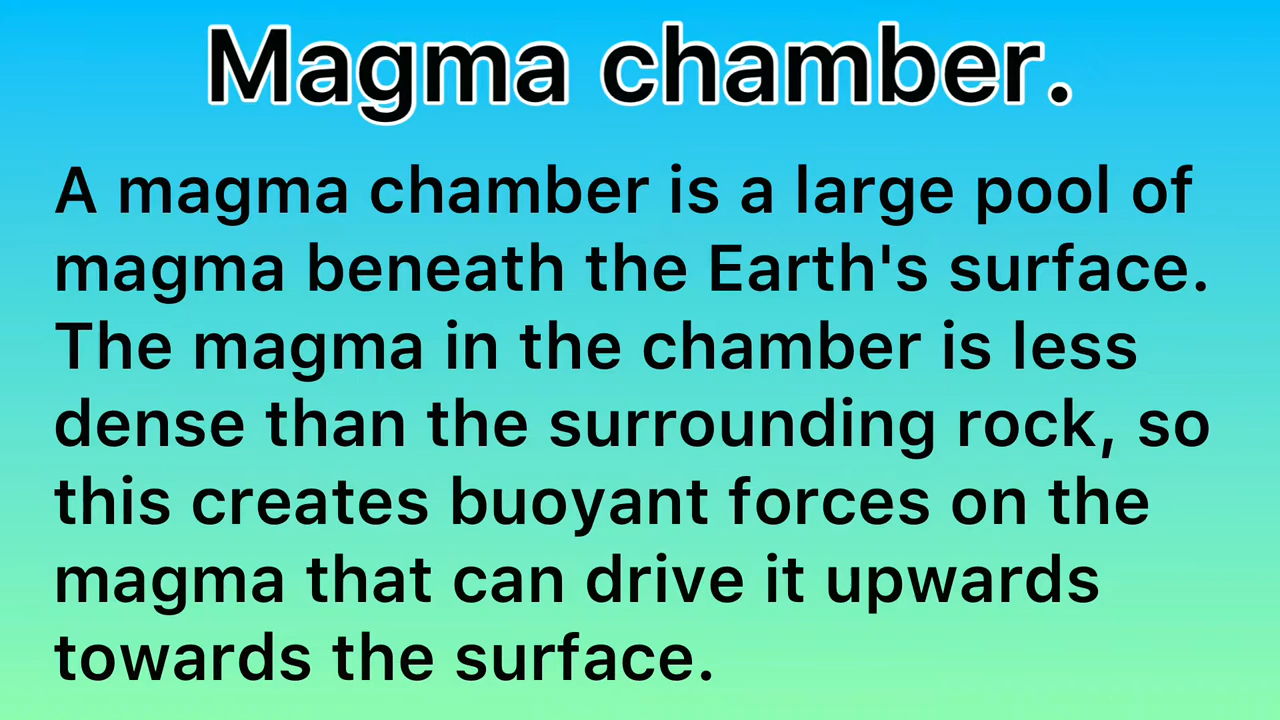 Magma chamber.
A magma chamber is a large pool of
magma beneath the Earth's surface.
The magma in the chamber is less
dense than the surrounding rock, so
this creates buoyant forces on the
magma that can drive it upwards
towards the surface.